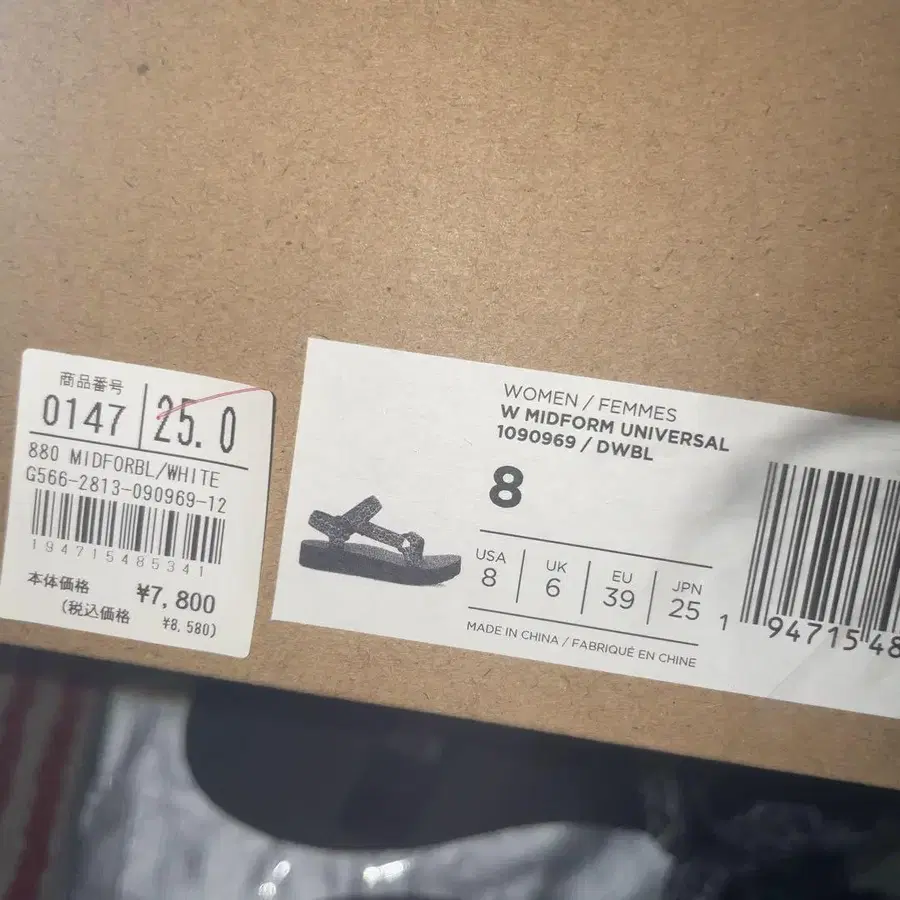 商品番号
0147 25.0
880 MIDFORBL/WHITE
G566-2813-090969-12
194715485341
本体価格 ¥7,800
(税込価格 ¥8,580)
WOMEN / FEMMES
W MIDFORM UNIVERSAL
1090969 / DWBL
8
USA UK EU JPN
8 6 39 25
MADE IN CHINA / FABRIQUÉ EN CHINE
1 94715 48